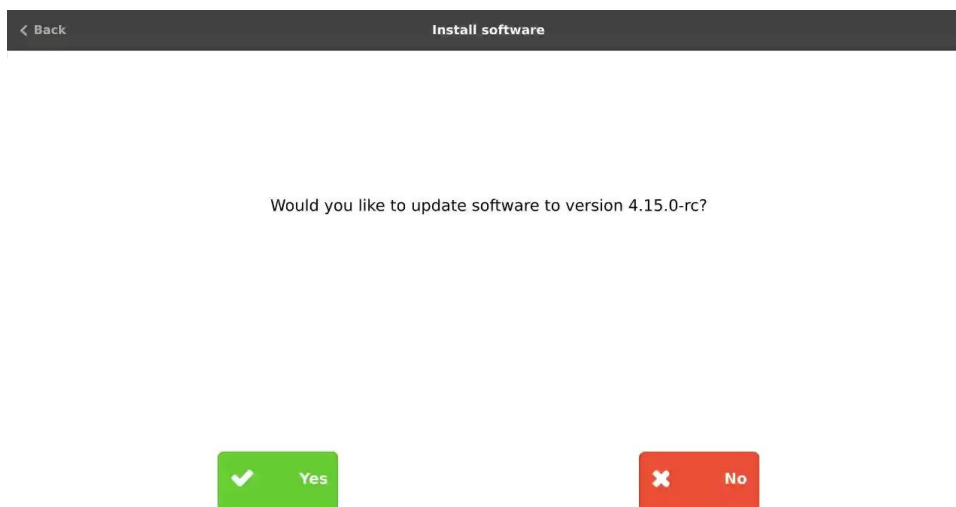 Back
Install software
Would you like to update software to version 4.15.0-rc?
Yes
No